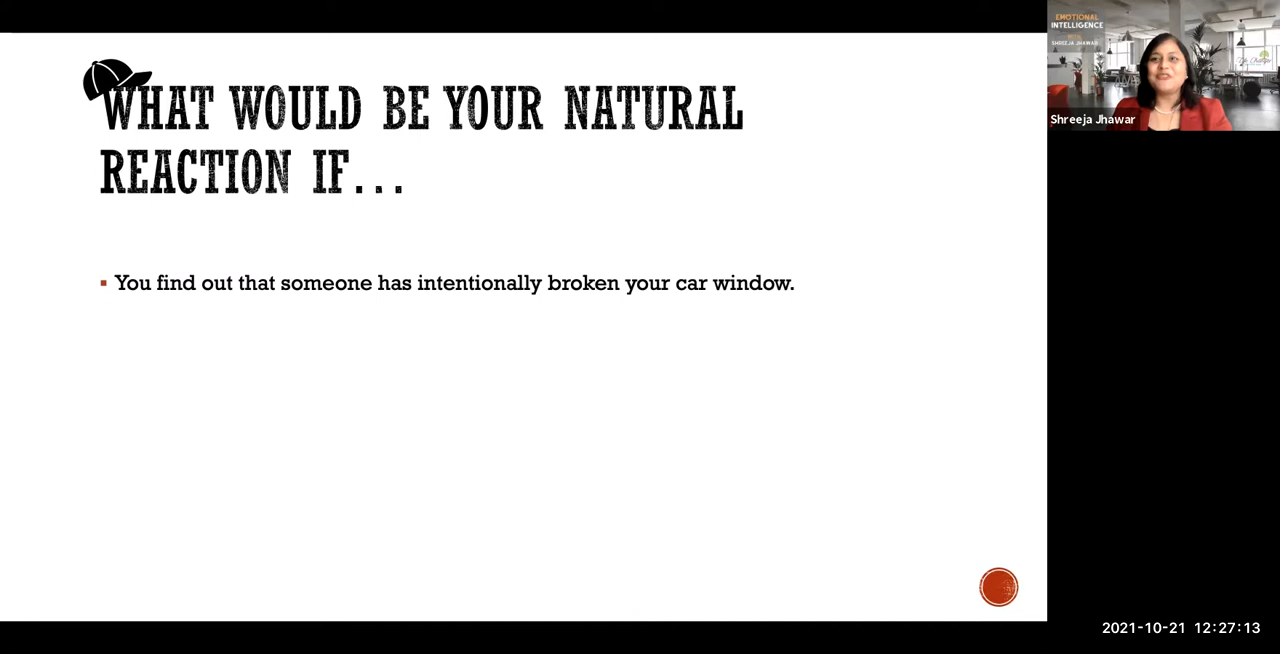 WHAT WOULD BE YOUR NATURAL
REACTION IF...
You find out that someone has intentionally broken your car window.
EMOTIONAL
INTELLIGENCE
WITH
SHREEJA JHAWAR
Shreeja Jhawar
2021-10-21 12:27:13